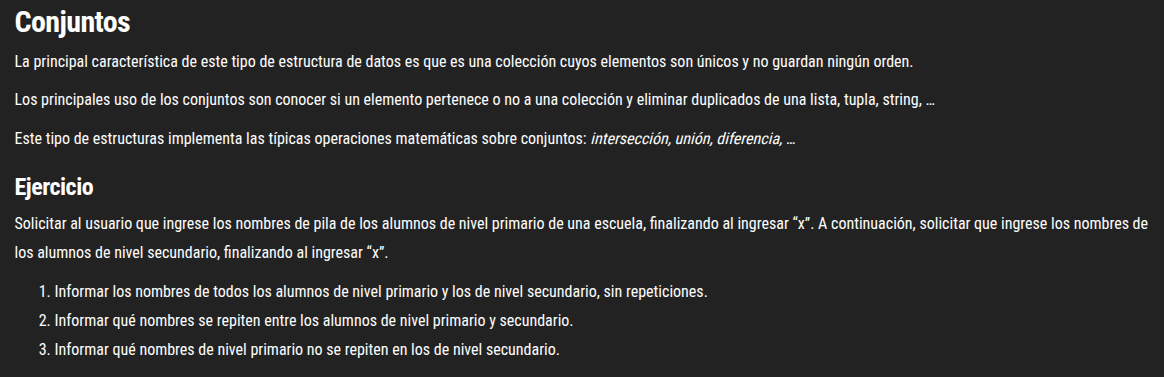 Conjuntos
La principal característica de este tipo de estructura de datos es que es una colección cuyos elementos son únicos y no guardan ningún orden.
Los principales uso de los conjuntos son conocer si un elemento pertenece o no a una colección y eliminar duplicados de una lista, tupla, string, ...
Este tipo de estructuras implementa las típicas operaciones matemáticas sobre conjuntos: intersección, unión, diferencia, ...
Ejercicio
Solicitar al usuario que ingrese los nombres de pila de los alumnos de nivel primario de una escuela, finalizando al ingresar “x”. A continuación, solicitar que ingrese los nombres de
los alumnos de nivel secundario, finalizando al ingresar “x”.
1. Informar los nombres de todos los alumnos de nivel primario y los de nivel secundario, sin repeticiones.
2. Informar qué nombres se repiten entre los alumnos de nivel primario y secundario.
3. Informar qué nombres de nivel primario no se repiten en los de nivel secundario.